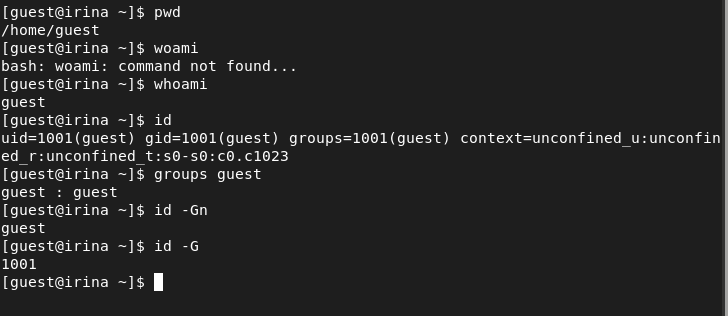 [guest@irina ~]$ pwd
/home/guest
[guest@irina ~]$ woami
bash: woami: command not found...
[guest@irina ~]$ whoami
guest
[guest@irina ~]$ id
uid=1001(guest) gid=1001(guest) groups=1001(guest) context=unconfined_u:unconfin
ed_r:unconfined_t:s0-s0:c0.c1023
[guest@irina ~]$ groups guest
guest : guest
[guest@irina ~]$ id -Gn
guest
[guest@irina ~]$ id -G
1001
[guest@irina ~]$